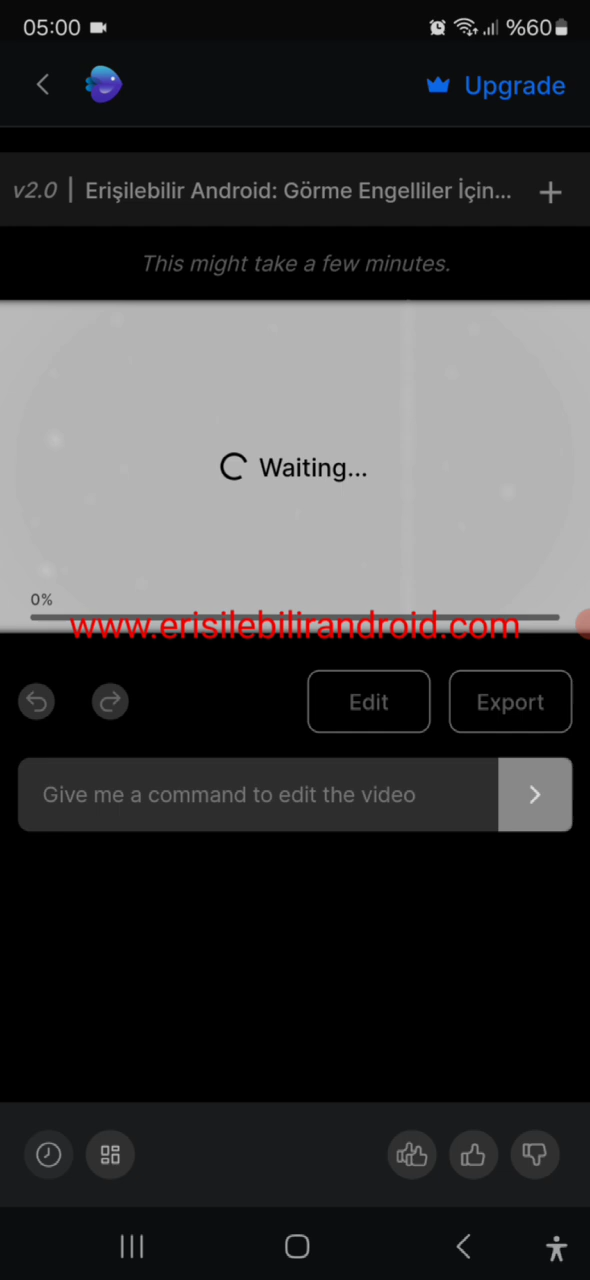 05:00
%60
Upgrade
v2.0 | Erişilebilir Android: Görme Engelliler İçin...
This might take a few minutes.
Waiting...
0%
www.erisilebilirandroid.com
Edit
Export
Give me a command to edit the video